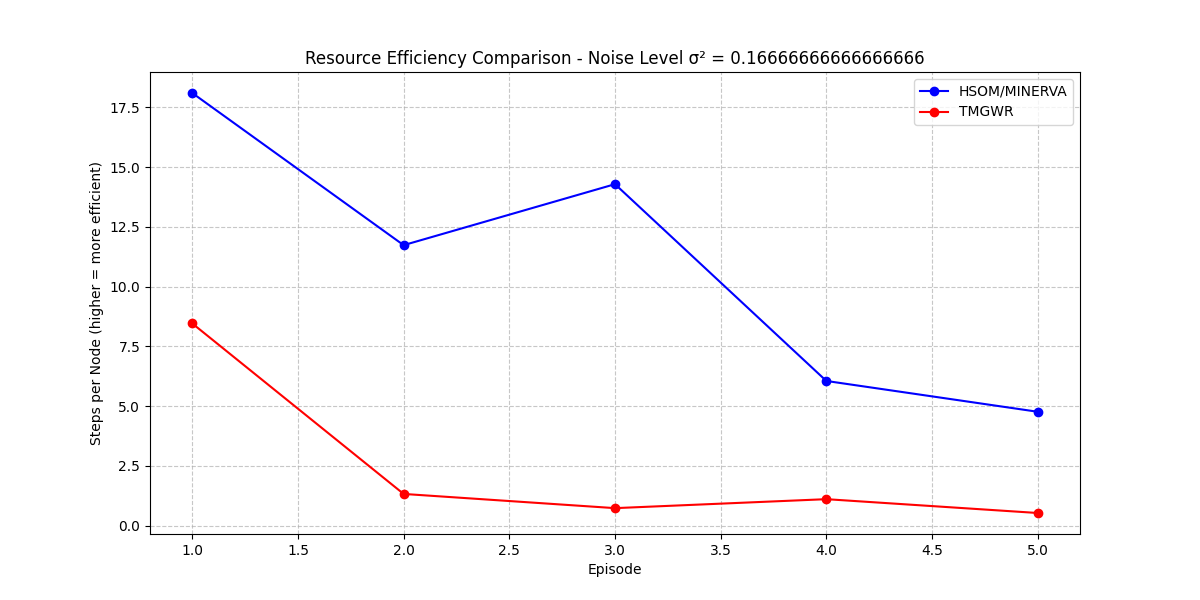 Resource Efficiency Comparison - Noise Level σ² = 0.16666666666666666
HSOM/MINERVA
TMGWR
Steps per Node (higher = more efficient)
17.5
15.0
12.5
10.0
7.5
5.0
2.5
0.0
1.0 1.5 2.0 2.5 3.0 3.5 4.0 4.5 5.0
Episode